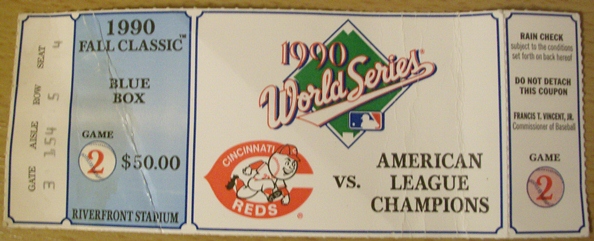 GATE AISLE ROW SEAT
3 154 5 4
1990
FALL CLASSIC™
BLUE
BOX
GAME
2 $50.00
RIVERFRONT STADIUM
1990
World Series
CINCINNATI
REDS
VS.
AMERICAN
LEAGUE
CHAMPIONS
RAIN CHECK
subject to the conditions
set forth on back hereof
DO NOT DETACH
THIS COUPON
FRANCIS T. VINCENT, JR.
Commissioner of Baseball
GAME
2